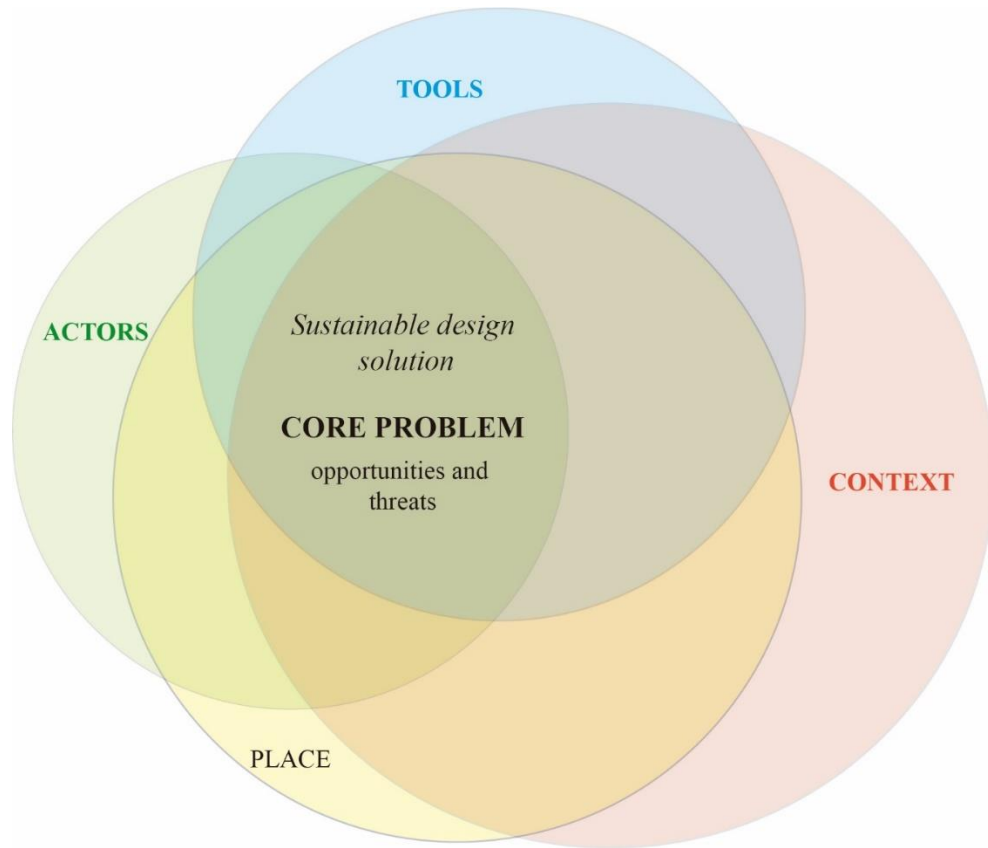 TOOLS
ACTORS
Sustainable design
solution
CORE PROBLEM
opportunities and
threats
CONTEXT
PLACE